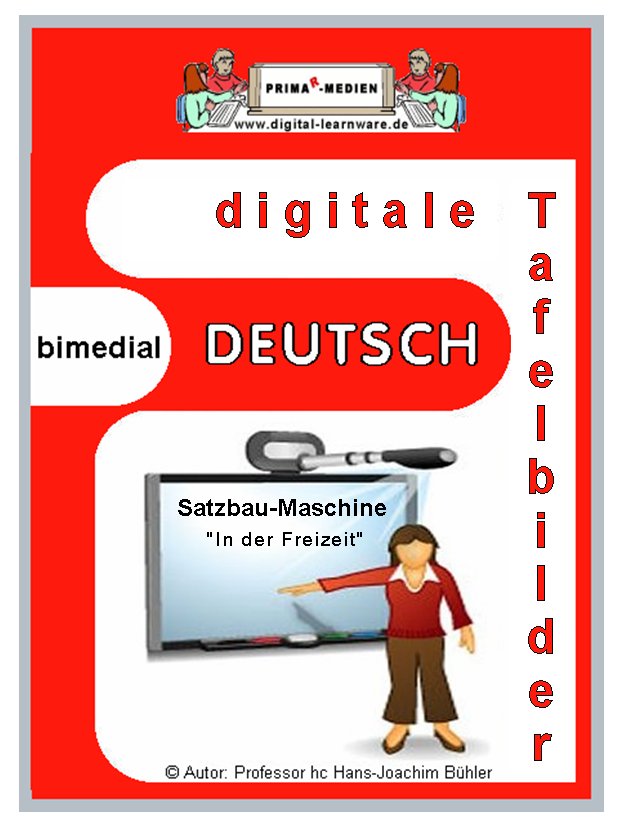 PRIMAR-MEDIEN
www.digital-learnware.de
digitale
Tafelbilder
bimedial
DEUTSCH
Satzbau-Maschine
"In der Freizeit"
© Autor: Professor hc Hans-Joachim Bühler